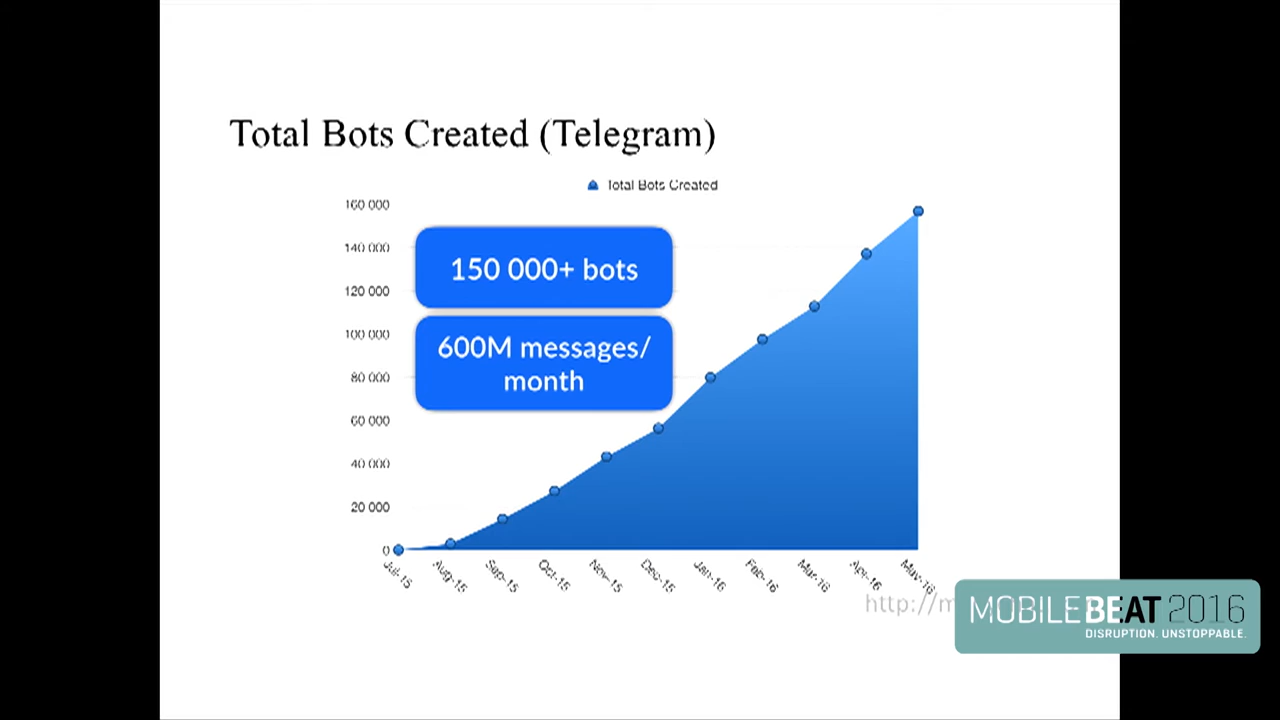 Total Bots Created (Telegram)
Total Bots Created
160 000
140 000
120 000
100 000
80 000
60 000
40 000
20 000
0
150 000+ bots
600M messages/
month
Jul-15
Aug-15
Sep-15
Oct-15
Nov-15
Dec-15
Jan-16
Feb-16
Mar-16
Apr-16
May-16
MOBILEBEAT 2016
DISRUPTION. UNSTOPPABLE.